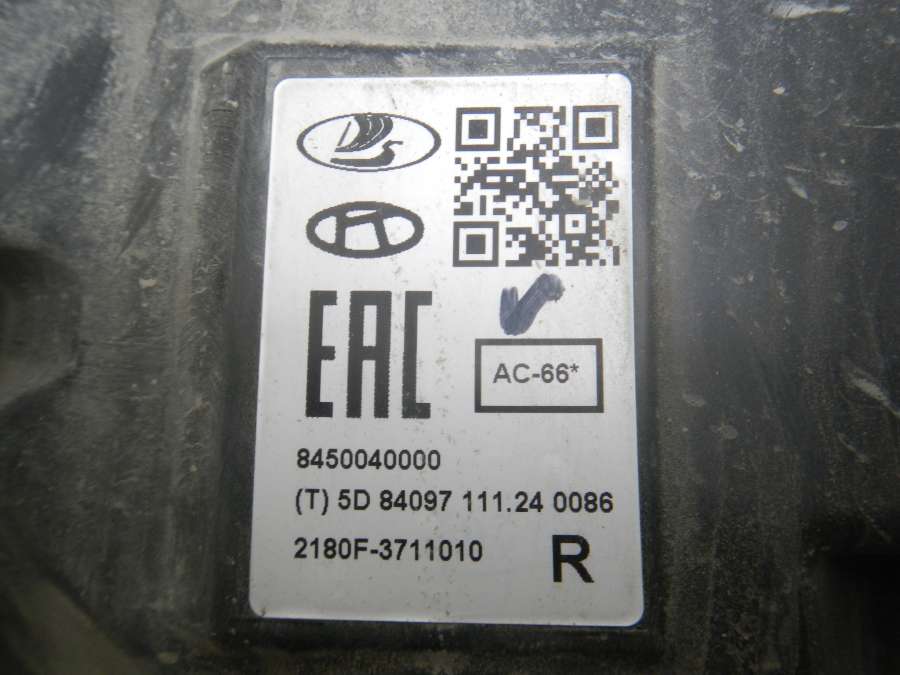 EAC
AC-66*
8450040000
(T) 5D 84097 111.24 0086
2180F-3711010 R